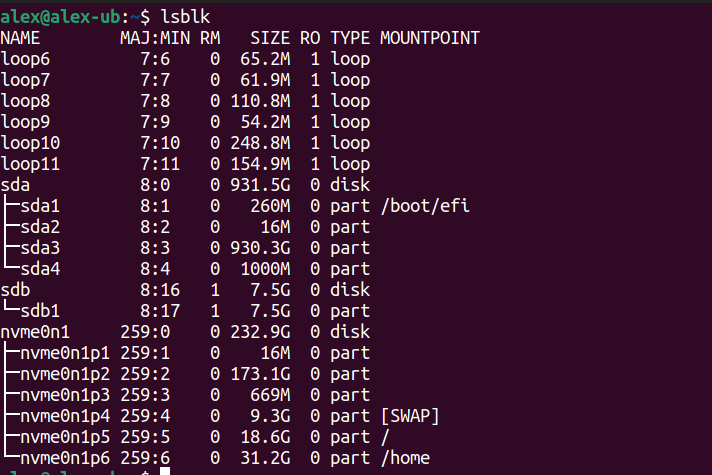 alex@alex-ub:~$ lsblk
NAME        MAJ:MIN RM   SIZE RO TYPE MOUNTPOINT
loop6         7:6    0  65.2M  1 loop
loop7         7:7    0  61.9M  1 loop
loop8         7:8    0 110.8M  1 loop
loop9         7:9    0  54.2M  1 loop
loop10        7:10   0 248.8M  1 loop
loop11        7:11   0 154.9M  1 loop
sda           8:0    0 931.5G  0 disk
├─sda1        8:1    0   260M  0 part /boot/efi
├─sda2        8:2    0    16M  0 part
├─sda3        8:3    0 930.3G  0 part
└─sda4        8:4    0  1000M  0 part
sdb           8:16   1   7.5G  0 disk
└─sdb1        8:17   1   7.5G  0 part
nvme0n1     259:0    0 232.9G  0 disk
├─nvme0n1p1 259:1    0    16M  0 part
├─nvme0n1p2 259:2    0 173.1G  0 part
├─nvme0n1p3 259:3    0   669M  0 part
├─nvme0n1p4 259:4    0   9.3G  0 part [SWAP]
├─nvme0n1p5 259:5    0  18.6G  0 part /
└─nvme0n1p6 259:6    0  31.2G  0 part /home
alex@alex-ub:~$